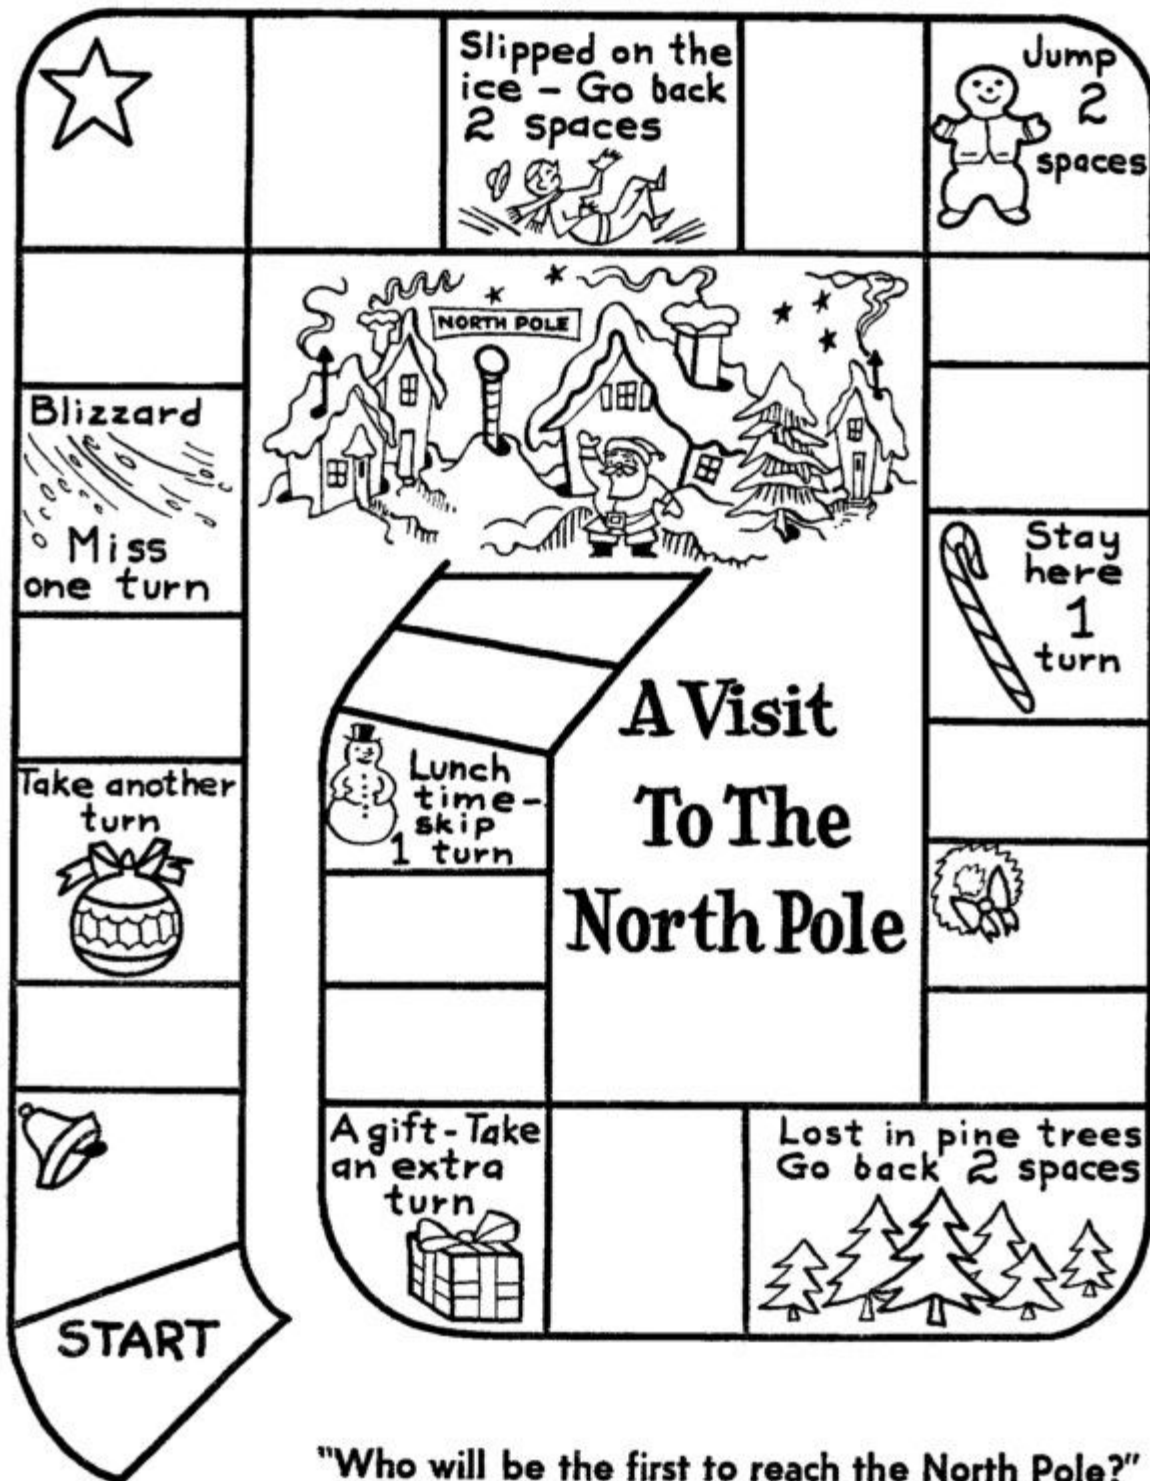 Slipped on the
ice – Go back
2 spaces
Jump
2
spaces
NORTH POLE
Blizzard
Miss
one turn
Stay
here
1
turn
A Visit
To The
North Pole
Take another
turn
Lunch
time –
skip
1 turn
A gift - Take
an extra
turn
Lost in pine trees
Go back 2 spaces
START
"Who will be the first to reach the North Pole?"